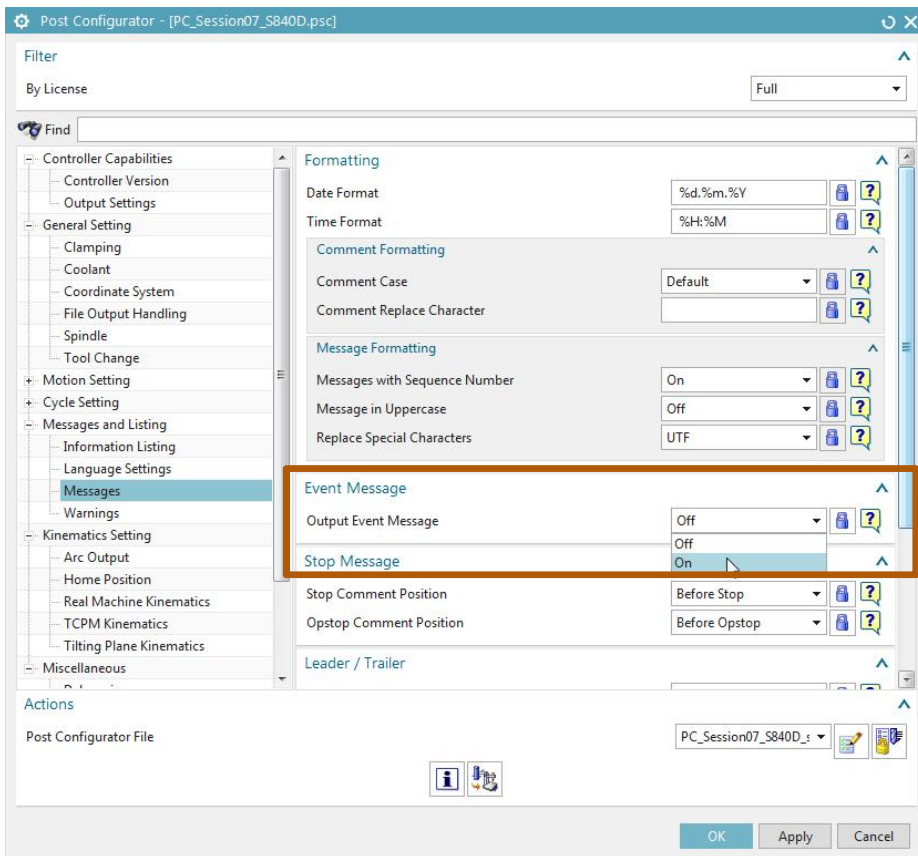 Post Configurator - [PC_Session07_S840D.psc]
Filter
By License
Full
Find
Controller Capabilities
Controller Version
Output Settings
General Setting
Clamping
Coolant
Coordinate System
File Output Handling
Spindle
Tool Change
Motion Setting
Cycle Setting
Messages and Listing
Information Listing
Language Settings
Messages
Warnings
Kinematics Setting
Arc Output
Home Position
Real Machine Kinematics
TCPM Kinematics
Tilting Plane Kinematics
Miscellaneous
Formatting
Date Format %d.%m.%Y
Time Format %H:%M
Comment Formatting
Comment Case Default
Comment Replace Character
Message Formatting
Messages with Sequence Number On
Message in Uppercase Off
Replace Special Characters UTF
Event Message
Output Event Message Off
Off
On
Stop Message
Stop Comment Position Before Stop
Opstop Comment Position Before Opstop
Leader / Trailer
Actions
Post Configurator File PC_Session07_S840D_
OK Apply Cancel